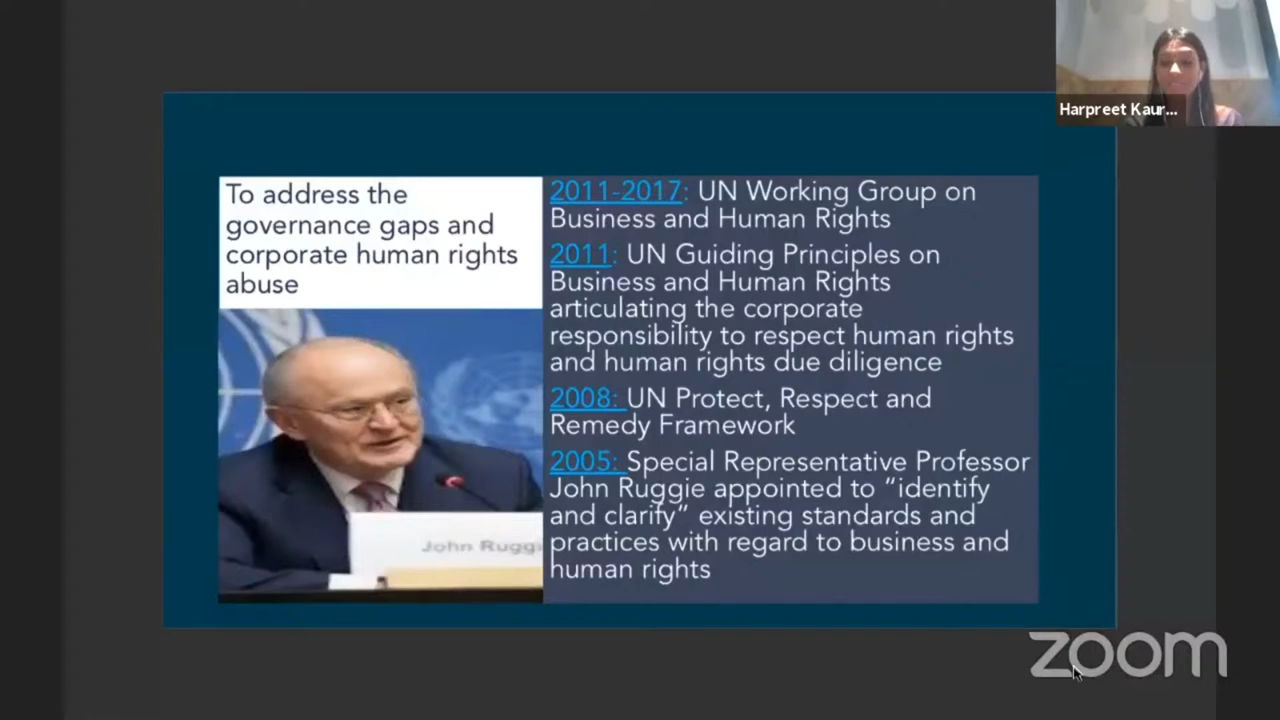 Harpreet Kaur...
To address the
governance gaps and
corporate human rights
abuse
John Ruggi
2011-2017: UN Working Group on
Business and Human Rights
2011: UN Guiding Principles on
Business and Human Rights
articulating the corporate
responsibility to respect human rights
and human rights due diligence
2008: UN Protect, Respect and
Remedy Framework
2005: Special Representative Professor
John Ruggie appointed to “identify
and clarify” existing standards and
practices with regard to business and
human rights
zoom